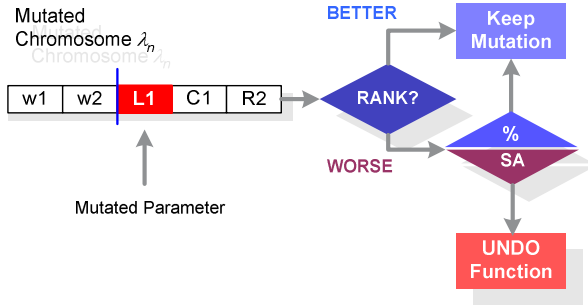 Mutated
Chromosome λn
w1 w2 L1 C1 R2
Mutated Parameter
BETTER
RANK?
WORSE
Keep
Mutation
%
SA
UNDO
Function